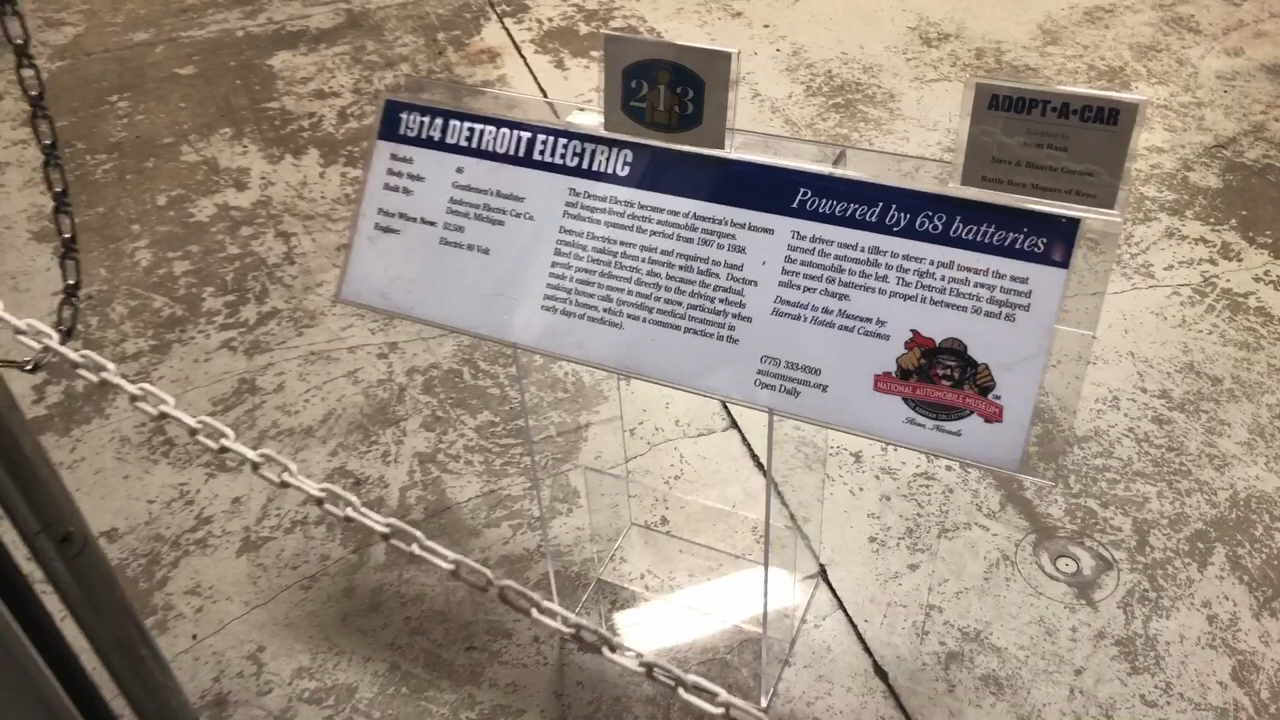 213
ADOPT•A•CAR
Adopted by
Scott Rush
Steve & Blanche Gordon
Battle Born Mopars of Reno
1914 DETROIT ELECTRIC
Powered by 68 batteries
Model: 46
Body Style: Gentlemen's Roadster
Built By: Anderson Electric Car Co.
Detroit, Michigan
Price When New: $2,500
Engine: Electric 80 Volt
The Detroit Electric became one of America's best known
and longest-lived electric automobile marques.
Production spanned the period from 1907 to 1938.
Detroit Electrics were quiet and required no hand
cranking, making them a favorite with ladies. Doctors
liked the Detroit Electric, also, because the gradual,
gentle power delivered directly to the driving wheels
made it easier to move in mud or snow, particularly when
making house calls (providing medical treatment in
patient's homes, which was a common practice in the
early days of medicine).
The driver used a tiller to steer: a pull toward the seat
turned the automobile to the right, a push away turned
the automobile to the left. The Detroit Electric displayed
here used 68 batteries to propel it between 50 and 85
miles per charge.
Donated to the Museum by:
Harrah's Hotels and Casinos
(775) 333-9300
automuseum.org
Open Daily
NATIONAL AUTOMOBILE MUSEUM
THE HARRAH COLLECTION
Reno, Nevada